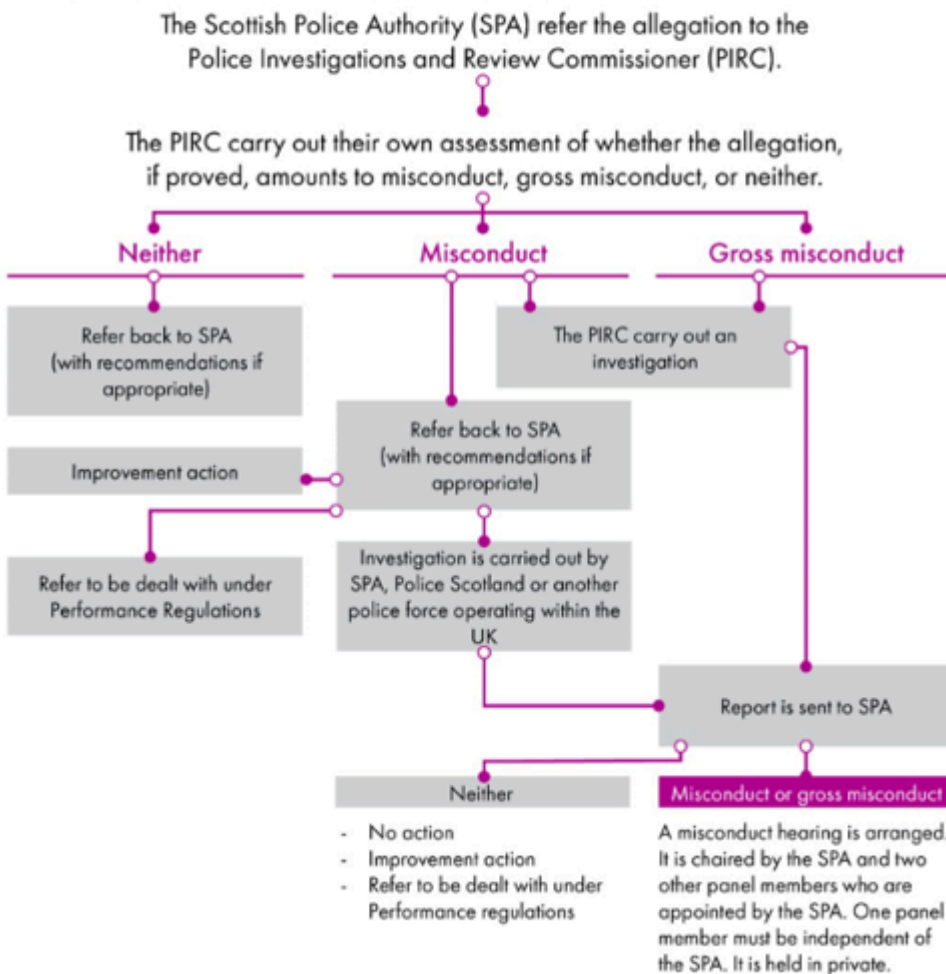 The Scottish Police Authority (SPA) refer the allegation to the
Police Investigations and Review Commissioner (PIRC).
The PIRC carry out their own assessment of whether the allegation,
if proved, amounts to misconduct, gross misconduct, or neither.
Neither
Misconduct
Gross misconduct
Refer back to SPA
(with recommendations if
appropriate)
The PIRC carry out an
investigation
Refer back to SPA
(with recommendations if
appropriate)
Improvement action
Refer to be dealt with under
Performance Regulations
Investigation is carried out by
SPA, Police Scotland or another
police force operating within the
UK
Report is sent to SPA
Neither
- No action
- Improvement action
- Refer to be dealt with under
Performance regulations
Misconduct or gross misconduct
A misconduct hearing is arranged.
It is chaired by the SPA and two
other panel members who are
appointed by the SPA. One panel
member must be independent of
the SPA. It is held in private.